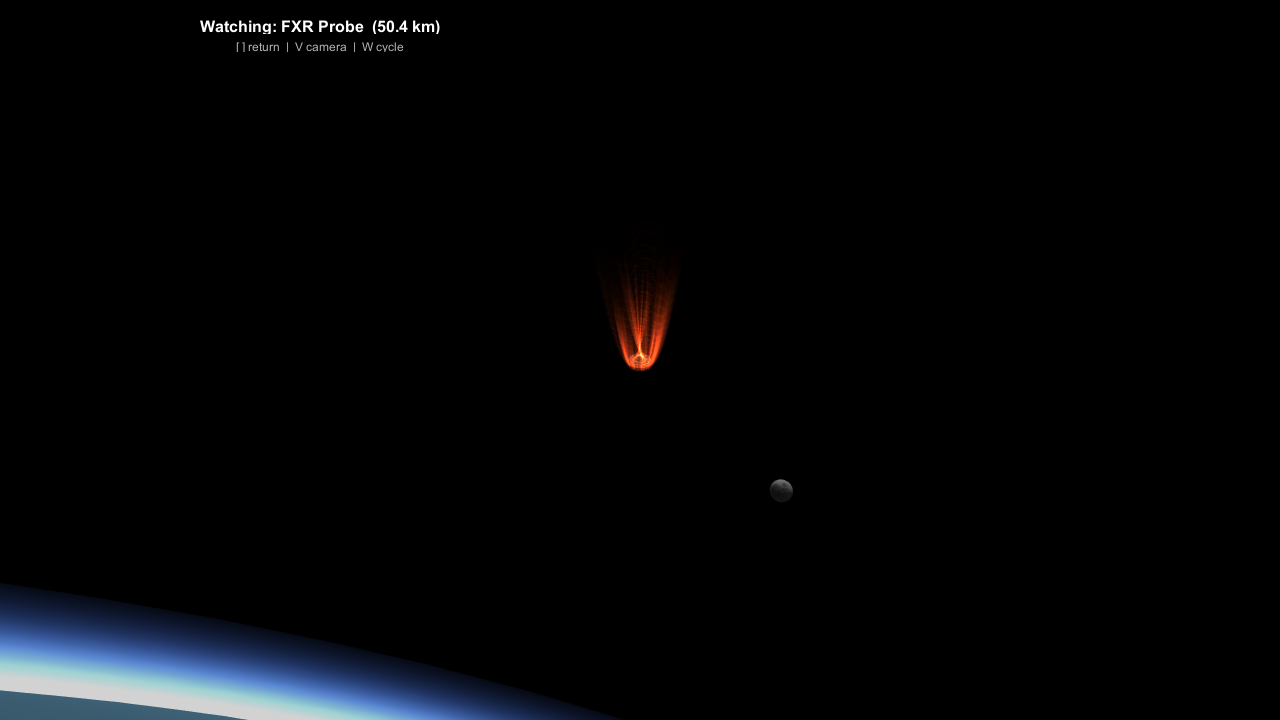 Watching: FXR Probe (50.4 km)
[ ] return | V camera | W cycle